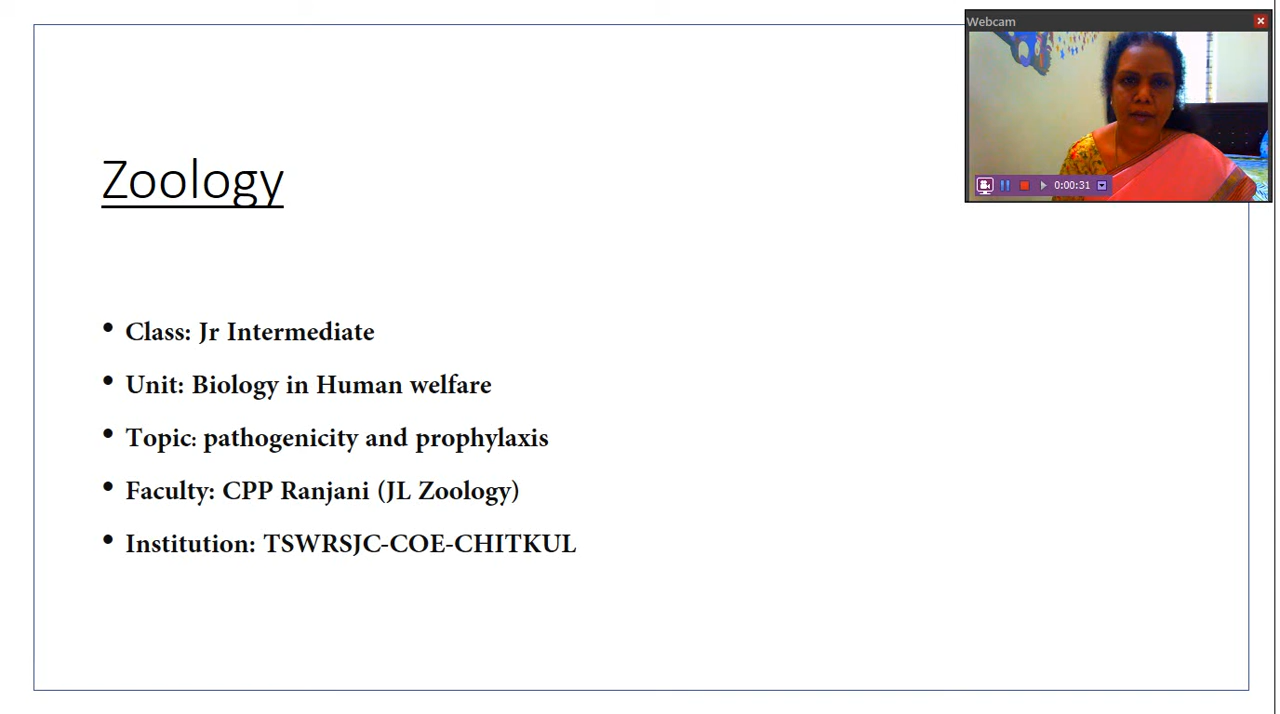 Webcam
0:00:31
Zoology
• Class: Jr Intermediate
• Unit: Biology in Human welfare
• Topic: pathogenicity and prophylaxis
• Faculty: CPP Ranjani (JL Zoology)
• Institution: TSWRSJC-COE-CHITKUL